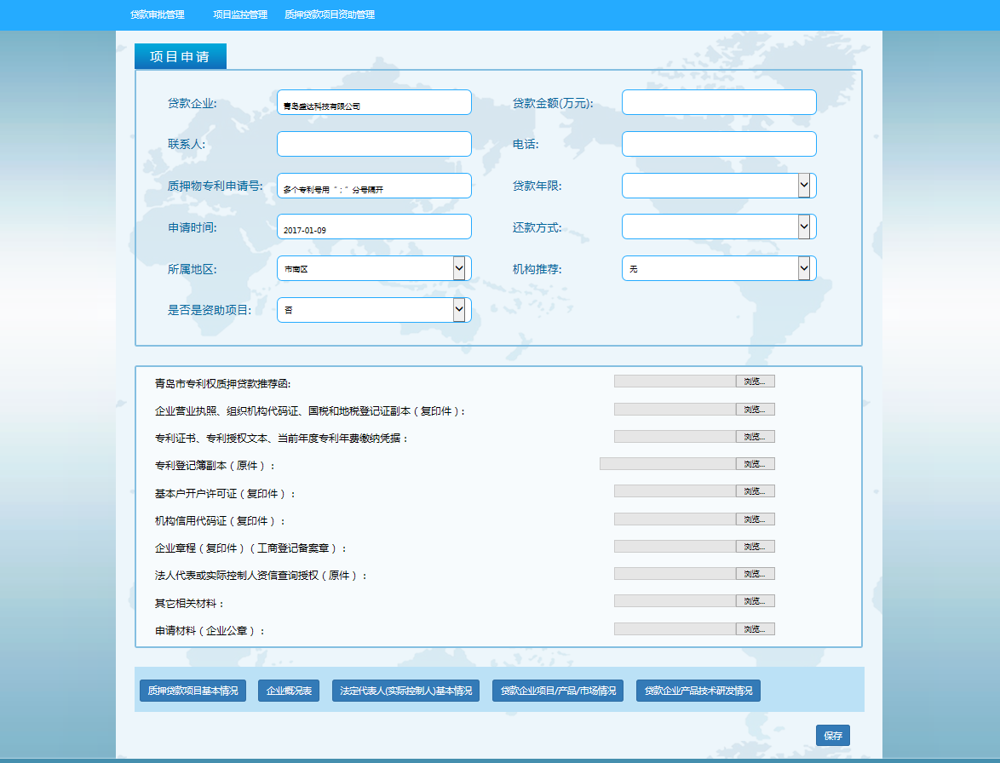 贷款审批管理 项目监控管理 质押贷款项目资助管理
项目申请
贷款企业: 青岛盛达科技有限公司 贷款金额(万元):
联系人: 电话:
质押物专利申请号: 多个专利号用“；”分号隔开 贷款年限:
申请时间: 2017-01-09 还款方式:
所属地区: 市南区 机构推荐: 无
是否是资助项目: 否
青岛市专利权质押贷款推荐函: 浏览...
企业营业执照、组织机构代码证、国税和地税登记证副本（复印件）: 浏览...
专利证书、专利授权文本、当前年度专利年费缴纳凭据： 浏览...
专利登记簿副本（原件）： 浏览...
基本户开户许可证（复印件）： 浏览...
机构信用代码证（复印件）： 浏览...
企业章程（复印件）（工商登记备案章）： 浏览...
法人代表或实际控制人资信查询授权（原件）： 浏览...
其它相关材料： 浏览...
申请材料（企业公章）： 浏览...
质押贷款项目基本情况 企业概况表 法定代表人(实际控制人)基本情况 贷款企业项目/产品/市场情况 贷款企业产品技术研发情况
保存